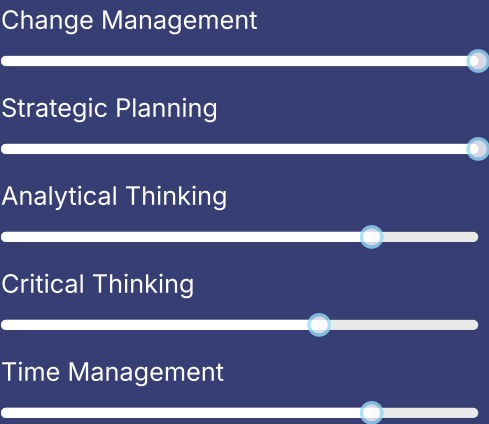 Change Management
Strategic Planning
Analytical Thinking
Critical Thinking
Time Management